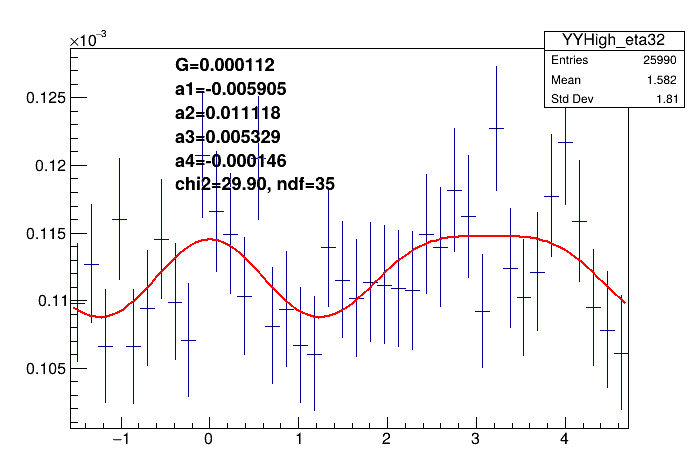 ×10⁻³
YYHigh_eta32
Entries 25990
Mean 1.582
Std Dev 1.81
G=0.000112
a1=-0.005905
a2=0.011118
a3=0.005329
a4=-0.000146
chi2=29.90, ndf=35
0.125
0.12
0.115
0.11
0.105
−1 0 1 2 3 4